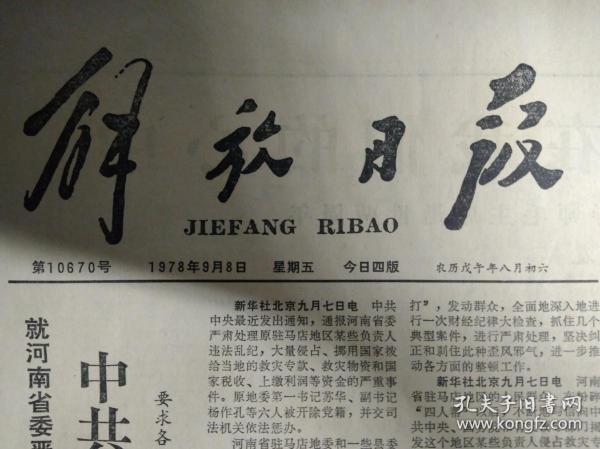 解放日报
JIEFANG RIBAO
第10670号 1978年9月8日 星期五 今日四版 农历戊午年八月初六
就河南省委严
中共
要求各
新华社北京九月七日电 中共
中央最近发出通知，通报河南省委
严肃处理原驻马店地区某些负责人
违法乱纪，大量侵占、挪用国家拨
给当地的救灾专款、救灾物资和国
家税收、上缴利润等资金的严重事
件。原地委第一书记苏华、副书记
杨作孔等六人被开除党籍，并交司
法机关依法惩办。
河南省驻马店地委和一些县委
打”，发动群众，全面地深入地进
行一次财经纪律大检查，抓住几个
典型案件，进行严肃处理，坚决纠
正和刹住此种歪风邪气，进一步推
动各方面的整顿工作。
新华社北京九月七日电 河南
省驻马店地
“四人帮
中共中央、
发这个地区某些负责人侵占救灾专
孔夫子旧书网